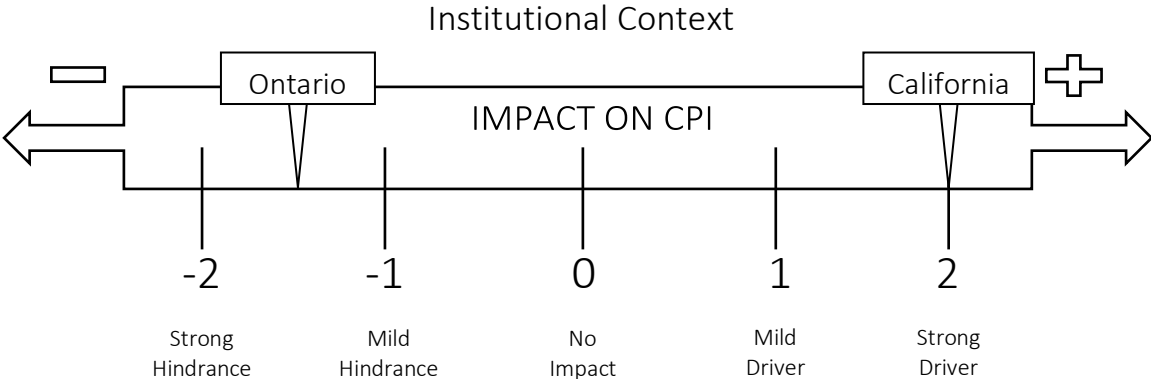 Institutional Context
Ontario
California
IMPACT ON CPI
-2
-1
0
1
2
Strong
Hindrance
Mild
Hindrance
No
Impact
Mild
Driver
Strong
Driver